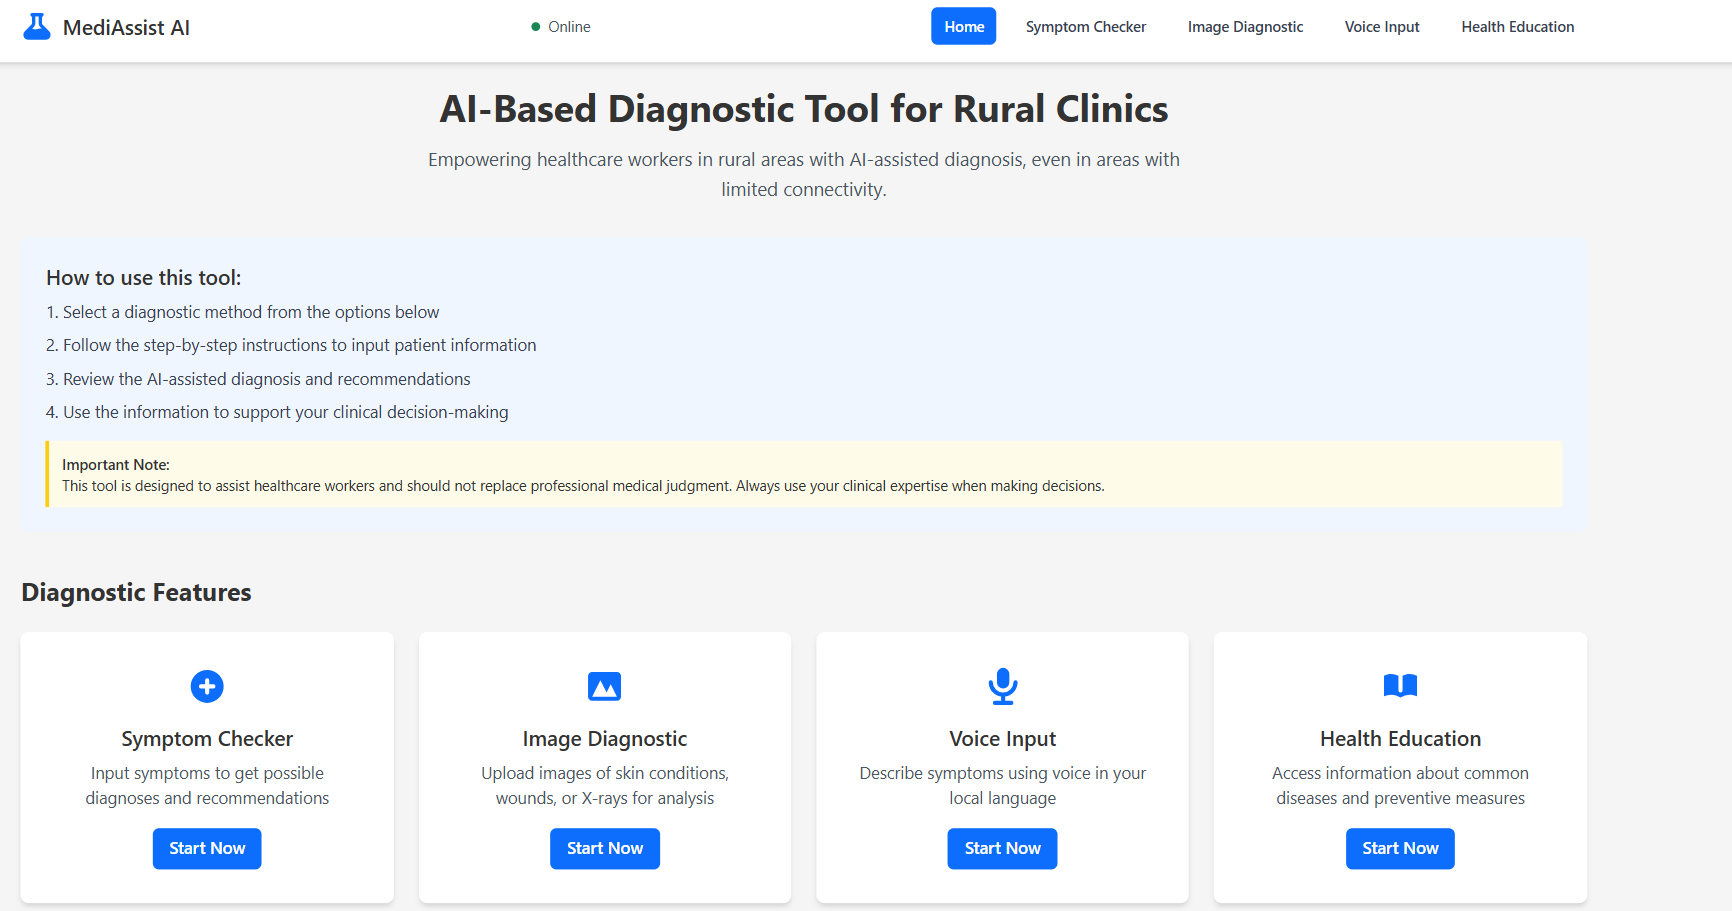 MediAssist AI
Online
Home
Symptom Checker
Image Diagnostic
Voice Input
Health Education
AI-Based Diagnostic Tool for Rural Clinics
Empowering healthcare workers in rural areas with AI-assisted diagnosis, even in areas with
limited connectivity.
How to use this tool:
1. Select a diagnostic method from the options below
2. Follow the step-by-step instructions to input patient information
3. Review the AI-assisted diagnosis and recommendations
4. Use the information to support your clinical decision-making
Important Note:
This tool is designed to assist healthcare workers and should not replace professional medical judgment. Always use your clinical expertise when making decisions.
Diagnostic Features
Symptom Checker
Input symptoms to get possible
diagnoses and recommendations
Start Now
Image Diagnostic
Upload images of skin conditions,
wounds, or X-rays for analysis
Start Now
Voice Input
Describe symptoms using voice in your
local language
Start Now
Health Education
Access information about common
diseases and preventive measures
Start Now